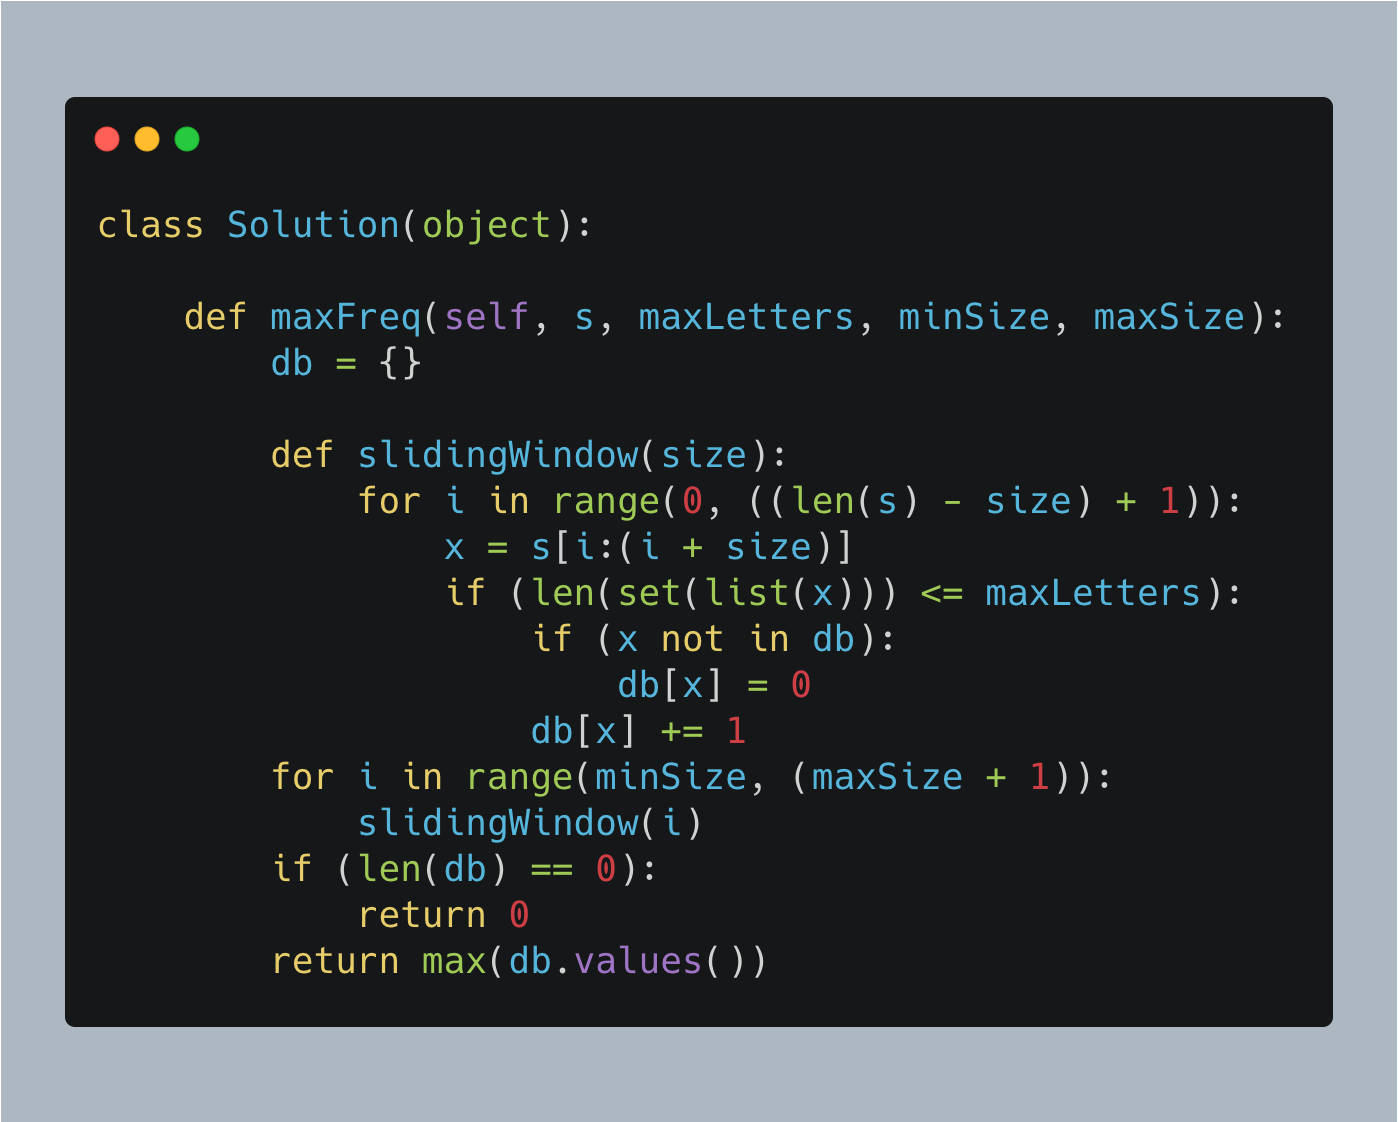 class Solution(object):

    def maxFreq(self, s, maxLetters, minSize, maxSize):
        db = {}

        def slidingWindow(size):
            for i in range(0, ((len(s) - size) + 1)):
                x = s[i:(i + size)]
                if (len(set(list(x))) <= maxLetters):
                    if (x not in db):
                        db[x] = 0
                    db[x] += 1
        for i in range(minSize, (maxSize + 1)):
            slidingWindow(i)
        if (len(db) == 0):
            return 0
        return max(db.values())